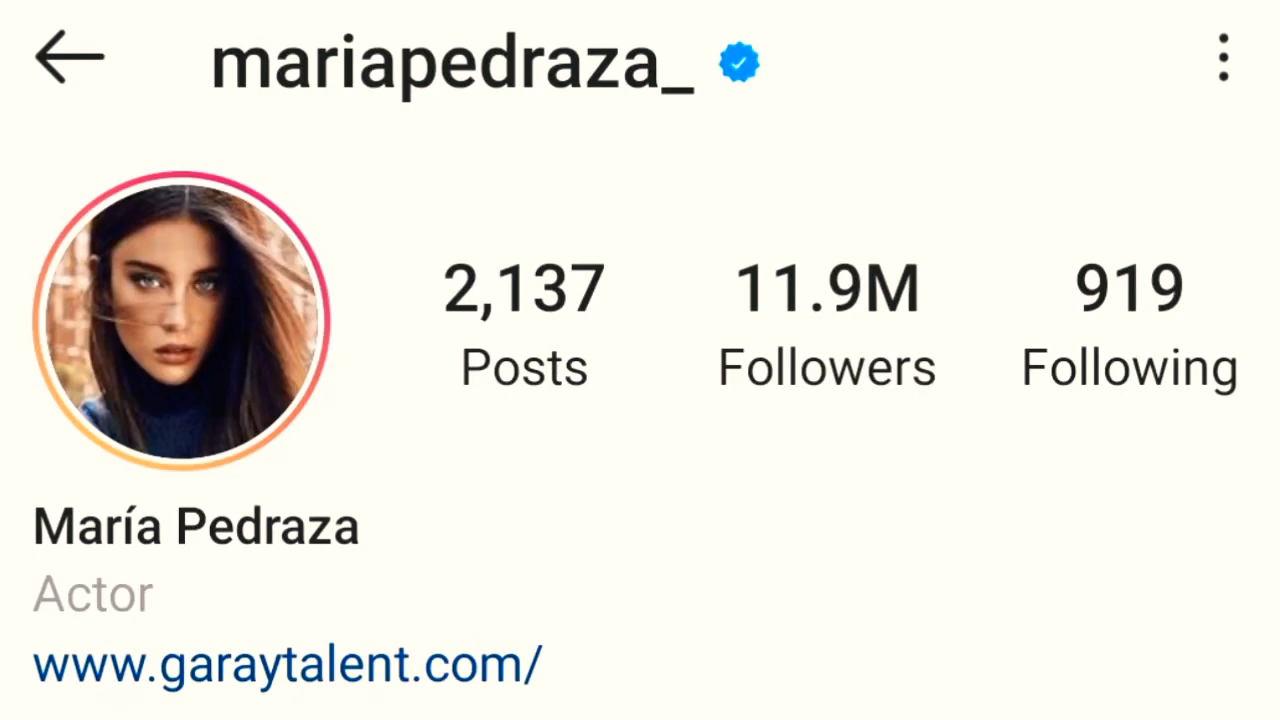 mariapedraza_
2,137 11.9M 919
Posts Followers Following
María Pedraza
Actor
www.garaytalent.com/